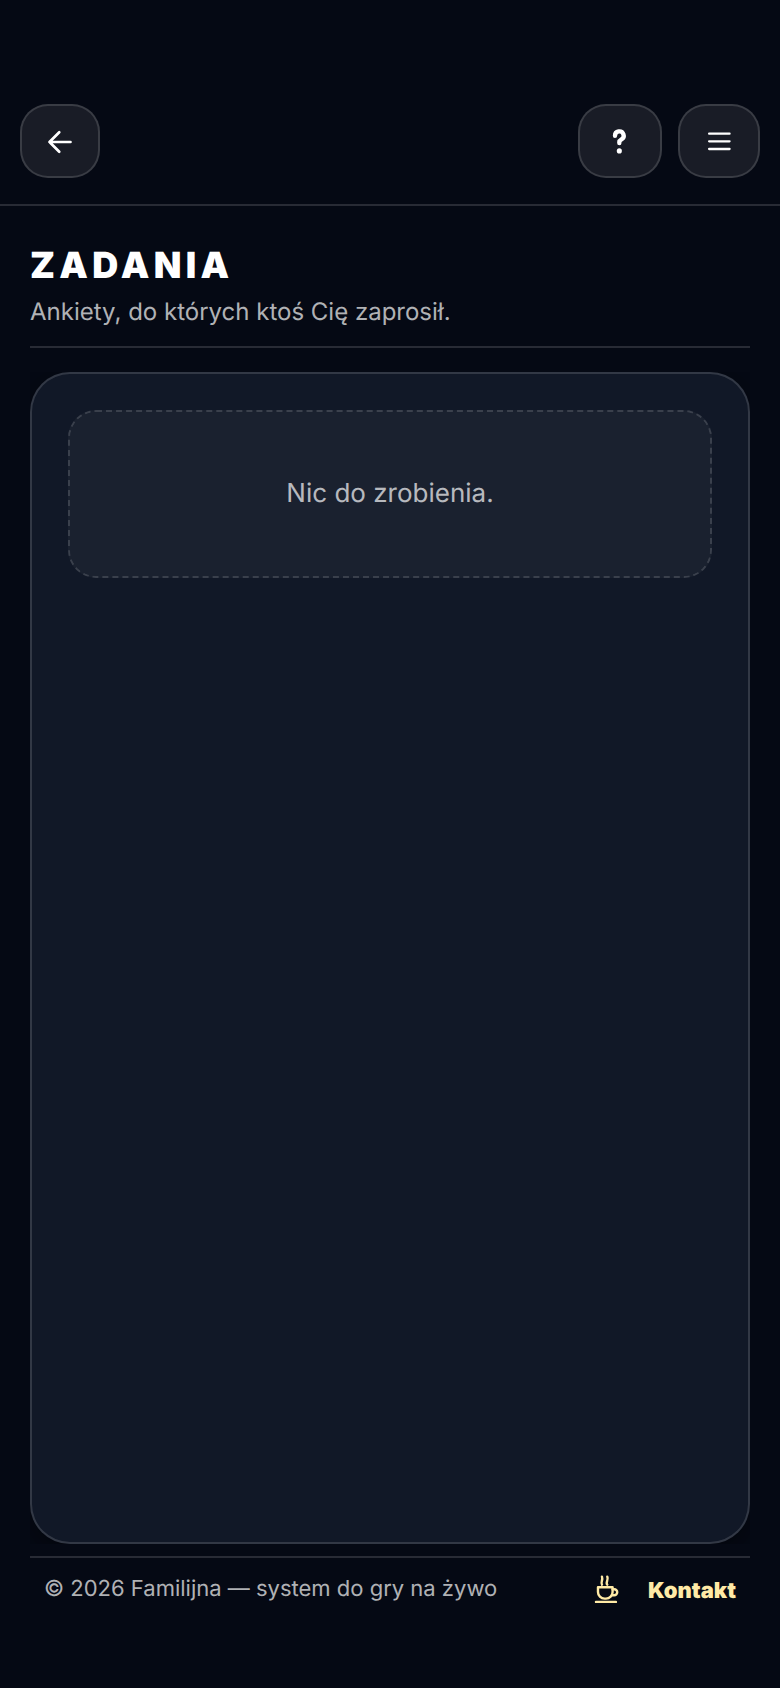 ?
ZADANIA
Ankiety, do których ktoś Cię zaprosił.
Nic do zrobienia.
© 2026 Familijna — system do gry na żywo
Kontakt